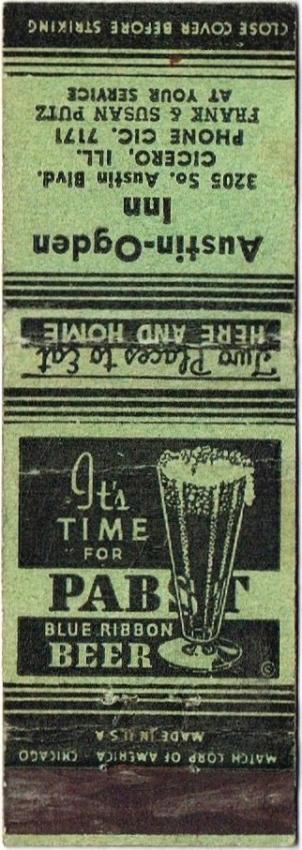 CLOSE COVER BEFORE STRIKING
Austin-Ogden
Inn
3205 So. Austin Blvd.
CICERO, ILL.
PHONE CIC. 7171
FRANK & SUSAN PUTZ
AT YOUR SERVICE
Two Places to Eat
HERE AND HOME
It's
TIME
FOR
PABST
BLUE RIBBON
BEER
MATCH CORP OF AMERICA - CHICAGO
MADE IN U.S.A